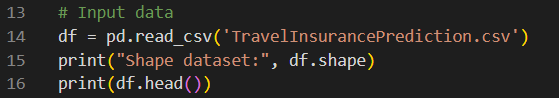 13 # Input data
14 df = pd.read_csv('TravelInsurancePrediction.csv')
15 print("Shape dataset:", df.shape)
16 print(df.head())